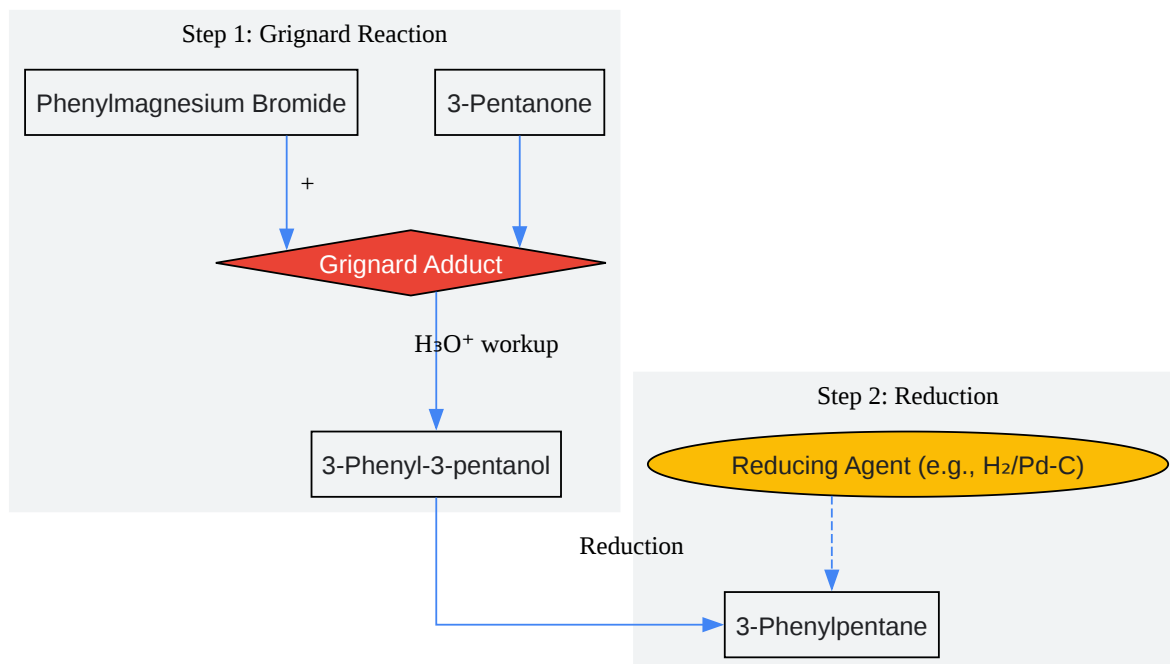 Step 1: Grignard Reaction
Phenylmagnesium Bromide
3-Pentanone
+
Grignard Adduct
H₃O⁺ workup
3-Phenyl-3-pentanol
Step 2: Reduction
Reducing Agent (e.g., H₂/Pd-C)
Reduction
3-Phenylpentane